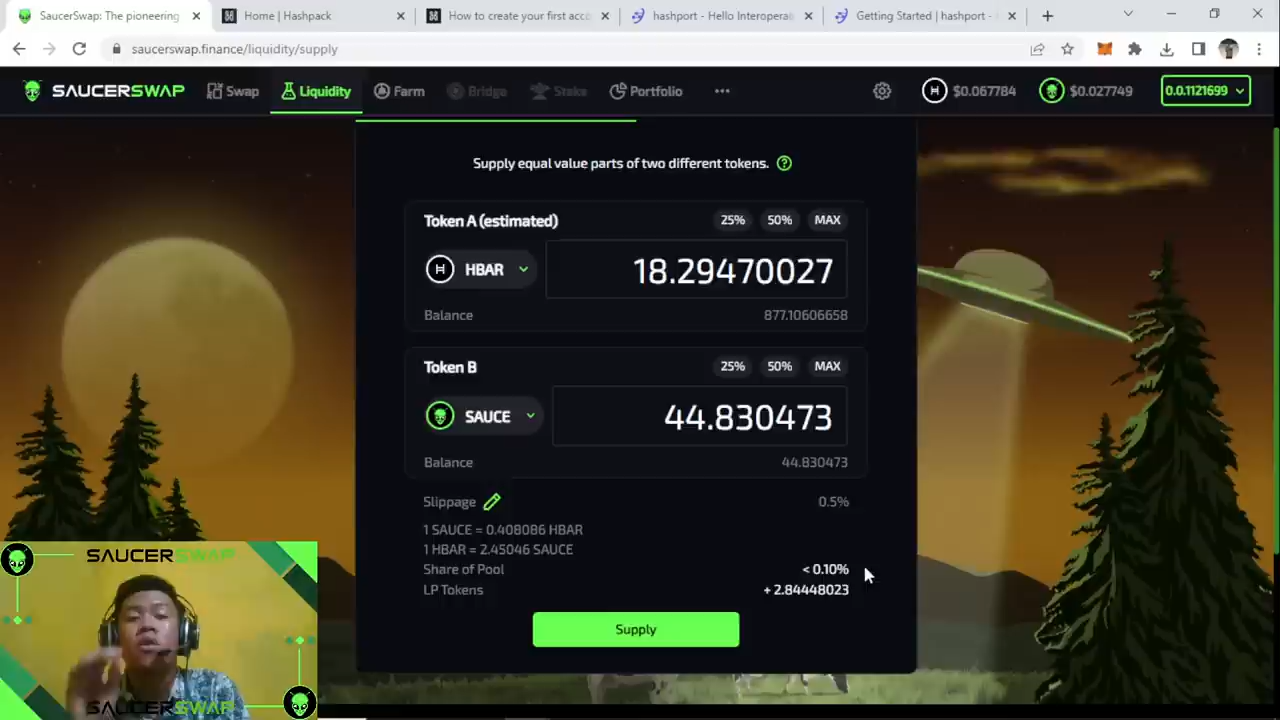 SaucerSwap: The pioneering
Home | Hashpack
How to create your first acc
hashport - Hello Interopera
Getting Started | hashport -
saucerswap.finance/liquidity/supply
SAUCERSWAP
Swap
Liquidity
Farm
Bridge
Stake
Portfolio
$0.067784
$0.027749
0.0.1121699
Supply equal value parts of two different tokens.
Token A (estimated)
25%
50%
MAX
H HBAR
18.29470027
Balance
877.10606658
Token B
25%
50%
MAX
SAUCE
44.830473
Balance
44.830473
Slippage
0.5%
1 SAUCE = 0.408086 HBAR
1 HBAR = 2.45046 SAUCE
Share of Pool
< 0.10%
LP Tokens
+ 2.84448023
Supply
SAUCERSWAP
SAUCERSWAP